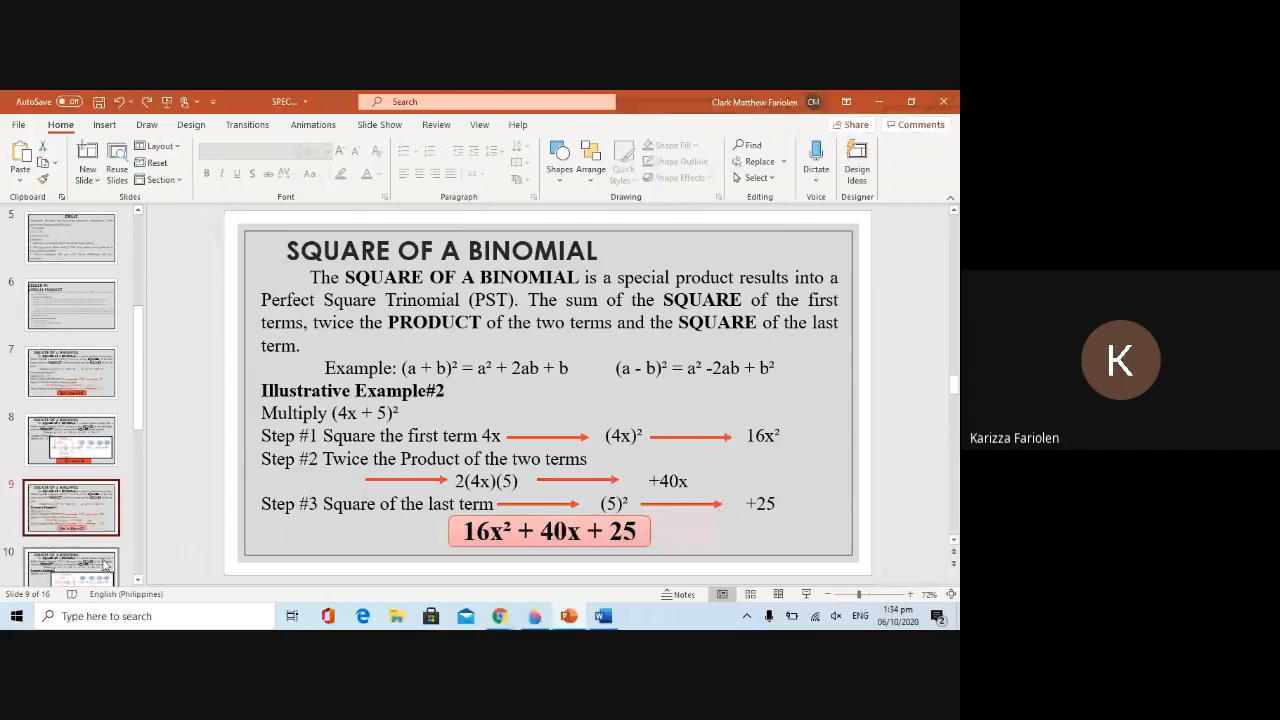 AutoSave Off SPEC... Search Clark Matthew Fariolen CM
File Home Insert Draw Design Transitions Animations Slide Show Review View Help Share Comments
Paste New Slide Reuse Slides Layout Reset Section Shapes Arrange Quick Styles Shape Fill Shape Outline Shape Effects Find Replace Select Dictate Design Ideas
Clipboard Slides Font Paragraph Drawing Editing Voice Designer
5
6
7
8
9
10
SQUARE OF A BINOMIAL
The SQUARE OF A BINOMIAL is a special product results into a
Perfect Square Trinomial (PST). The sum of the SQUARE of the first
terms, twice the PRODUCT of the two terms and the SQUARE of the last
term.
Example: (a + b)² = a² + 2ab + b (a - b)² = a² -2ab + b²
Illustrative Example#2
Multiply (4x + 5)²
Step #1 Square the first term 4x (4x)² 16x²
Step #2 Twice the Product of the two terms
2(4x)(5) +40x
Step #3 Square of the last term (5)² +25
16x² + 40x + 25
K
Karizza Fariolen
Slide 9 of 16 English (Philippines) Notes 72%
Type here to search ENG 1:34 pm
06/10/2020 2